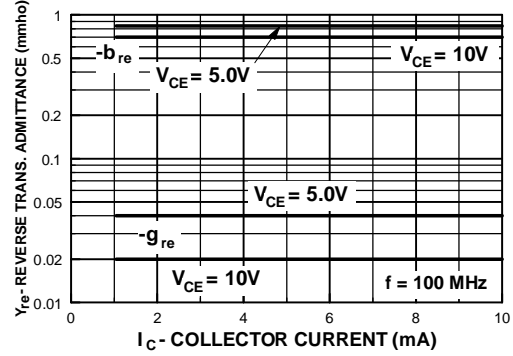 Y_re - REVERSE TRANS. ADMITTANCE (mmho)
1
0.5
0.2
0.1
0.05
0.02
0.01
-b_re
V_CE = 10V
V_CE = 5.0V
V_CE = 5.0V
-g_re
V_CE = 10V
f = 100 MHz
0 2 4 6 8 10
I_C - COLLECTOR CURRENT (mA)